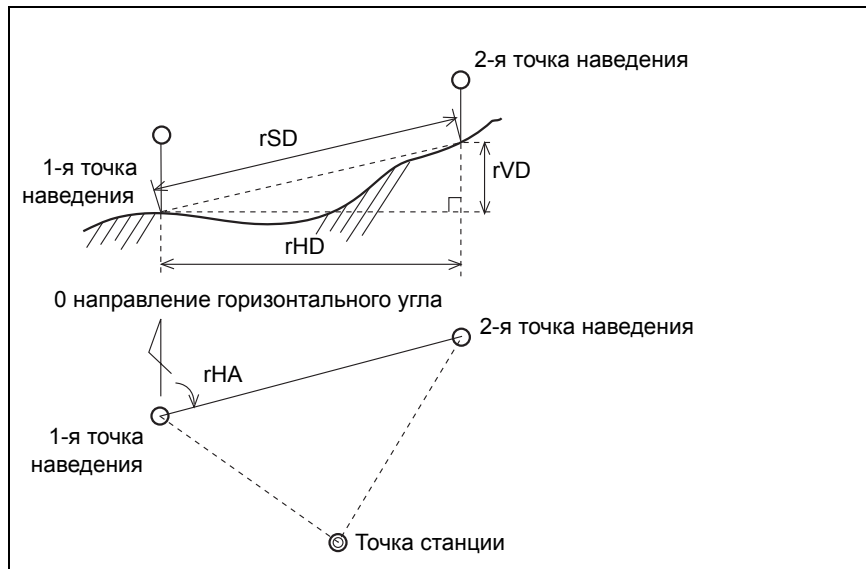 2-я точка наведения
rSD
1-я точка
наведения
rVD
rHD
0 направление горизонтального угла
2-я точка наведения
rHA
1-я точка
наведения
Точка станции